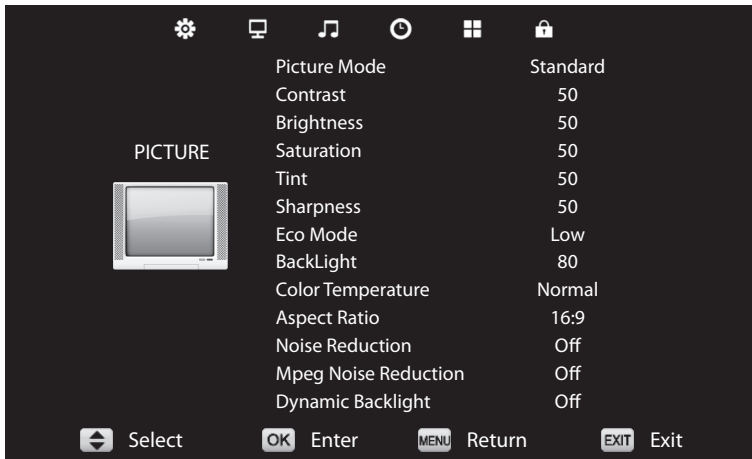 Picture Mode Standard
Contrast 50
Brightness 50
PICTURE
Saturation 50
Tint 50
Sharpness 50
Eco Mode Low
BackLight 80
Color Temperature Normal
Aspect Ratio 16:9
Noise Reduction Off
Mpeg Noise Reduction Off
Dynamic Backlight Off
Select OK Enter MENU Return EXIT Exit